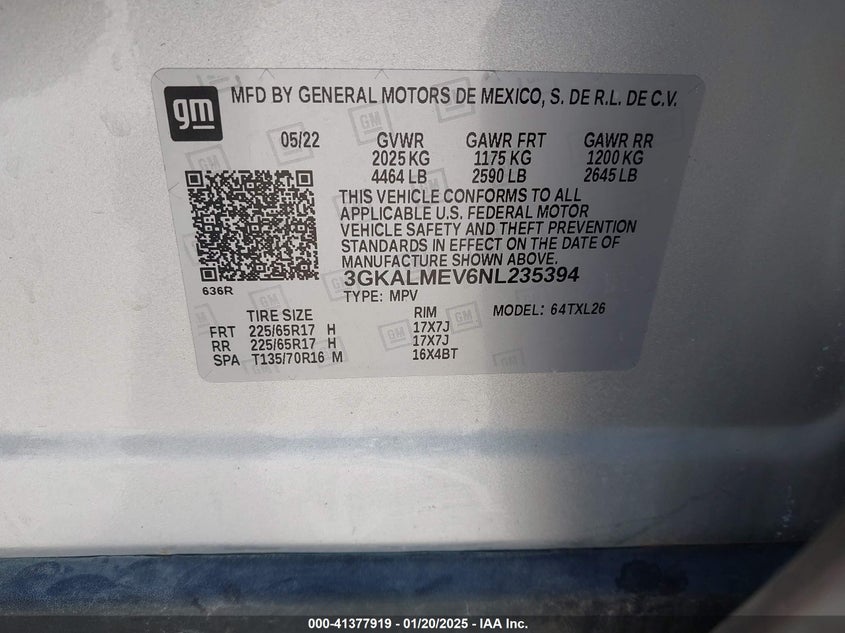 gm MFD BY GENERAL MOTORS DE MEXICO, S. DE R.L. DE C.V.
05/22 GVWR GAWR FRT GAWR RR
2025 KG 1175 KG 1200 KG
4464 LB 2590 LB 2645 LB
THIS VEHICLE CONFORMS TO ALL
APPLICABLE U.S. FEDERAL MOTOR
VEHICLE SAFETY AND THEFT PREVENTION
STANDARDS IN EFFECT ON THE DATE OF
MANUFACTURE SHOWN ABOVE.
636R
3GKALMEV6NL235394
TYPE: MPV MODEL: 64TXL26
TIRE SIZE RIM
FRT 225/65R17 H 17X7J
RR 225/65R17 H 17X7J
SPA T135/70R16 M 16X4BT
000-41377919 / 01/20/2025 - IAA Inc.